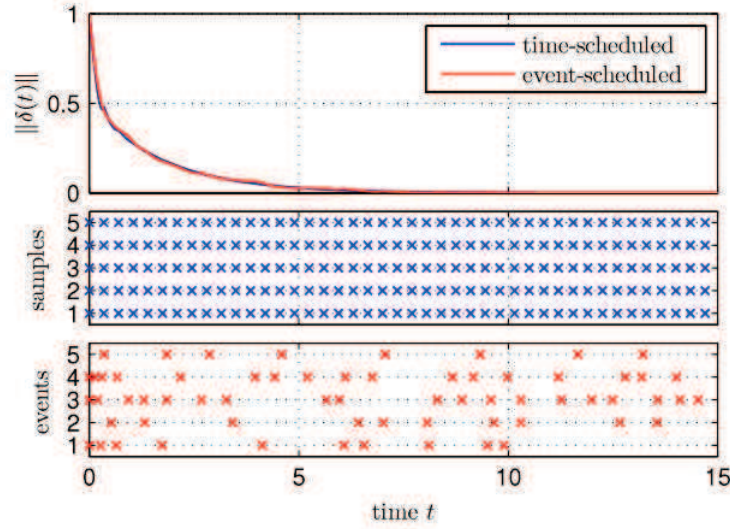 1
0.5
0
||δ(t)||
time-scheduled
event-scheduled
5
4
3
2
1
samples
5
4
3
2
1
events
0 5 10 15
time t